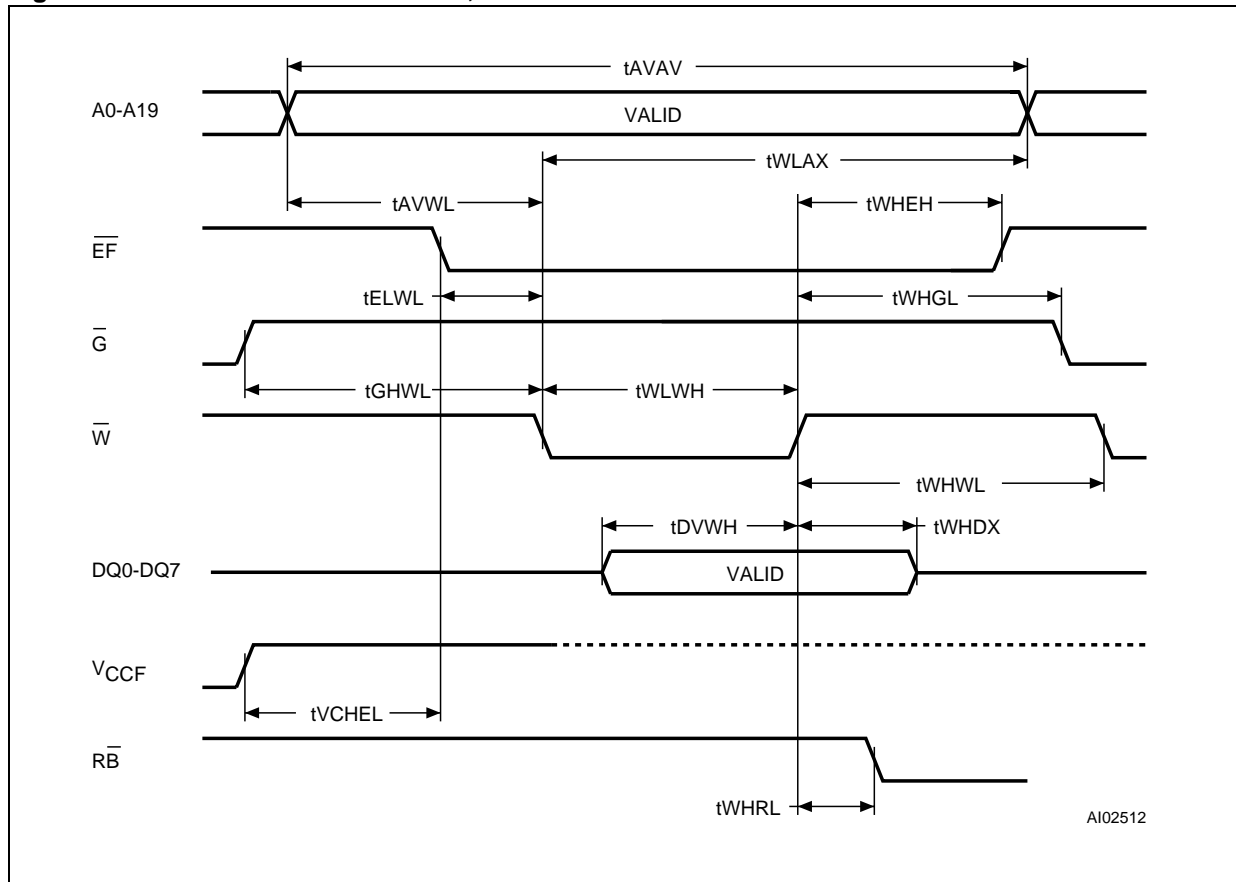 tAVAV
A0-A19
VALID
tWLAX
tAVWL
tWHEH
E̅F̅
tELWL
tWHGL
G̅
tGHWL
tWLWH
W̅
tWHWL
tDVWH
tWHDX
DQ0-DQ7
VALID
VCCF
tVCHEL
RB̅
tWHRL
AI02512